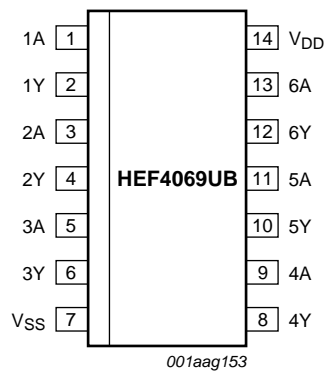 1A 1 14 VDD
1Y 2 13 6A
2A 3 12 6Y
2Y 4 HEF4069UB 11 5A
3A 5 10 5Y
3Y 6 9 4A
VSS 7 8 4Y
001aag153